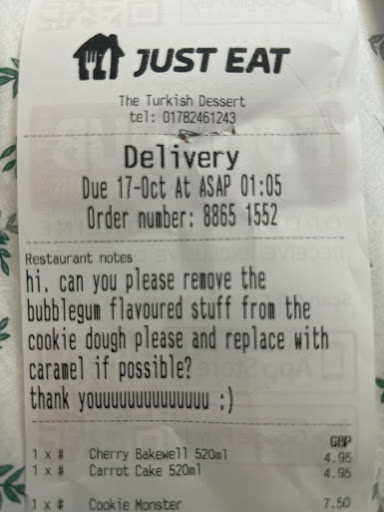 JUST EAT
The Turkish Dessert
tel: 01782461243
Delivery
Due 17-Oct At ASAP 01:05
Order number: 8865 1552
Restaurant notes
hi. can you please remove the
bubblegum flavoured stuff from the
cookie dough please and replace with
caramel if possible?
thank youuuuuuuuuuuuuuu :)
GBP
1 x # Cherry Bakewell 520ml 4.95
1 x # Carrot Cake 520ml 4.95
1 x # Cookie Monster 7.50